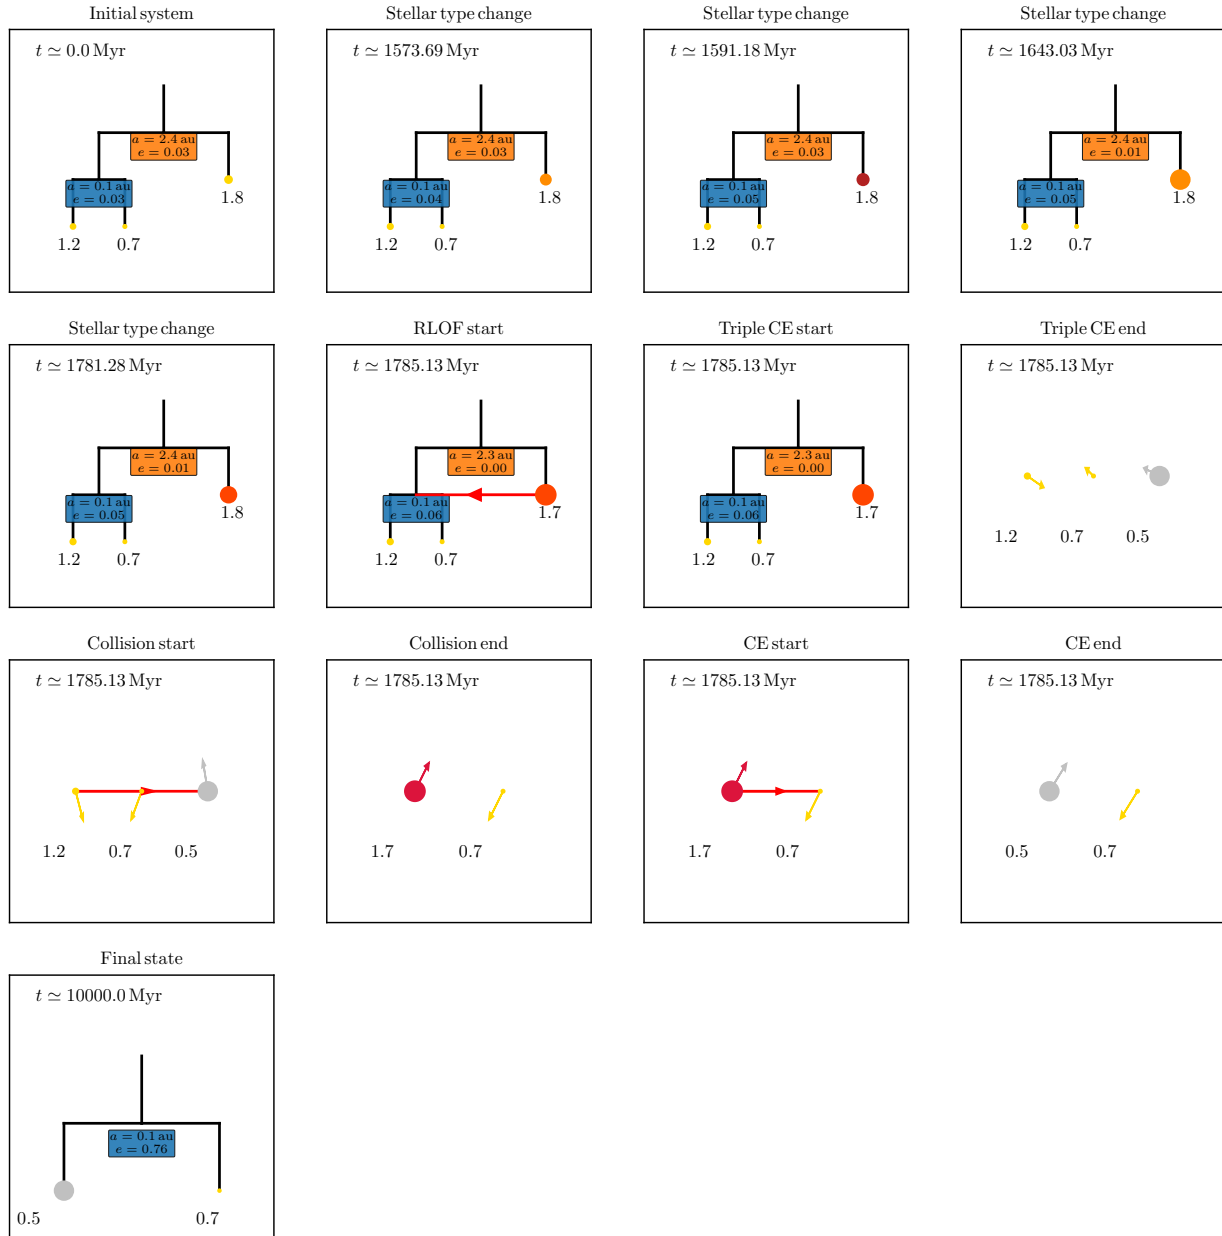 Initial system
t ≃ 0.0 Myr
a = 2.4 au
e = 0.03
a = 0.1 au
e = 0.03
1.8
1.2 0.7
Stellar type change
t ≃ 1573.69 Myr
a = 2.4 au
e = 0.03
a = 0.1 au
e = 0.04
1.8
1.2 0.7
Stellar type change
t ≃ 1591.18 Myr
a = 2.4 au
e = 0.03
a = 0.1 au
e = 0.05
1.8
1.2 0.7
Stellar type change
t ≃ 1643.03 Myr
a = 2.4 au
e = 0.01
a = 0.1 au
e = 0.05
1.8
1.2 0.7
Stellar type change
t ≃ 1781.28 Myr
a = 2.4 au
e = 0.01
a = 0.1 au
e = 0.05
1.8
1.2 0.7
RLOF start
t ≃ 1785.13 Myr
a = 2.3 au
e = 0.00
a = 0.1 au
e = 0.06
1.7
1.2 0.7
Triple CE start
t ≃ 1785.13 Myr
a = 2.3 au
e = 0.00
a = 0.1 au
e = 0.06
1.7
1.2 0.7
Triple CE end
t ≃ 1785.13 Myr
1.2 0.7 0.5
Collision start
t ≃ 1785.13 Myr
1.2 0.7 0.5
Collision end
t ≃ 1785.13 Myr
1.7 0.7
CE start
t ≃ 1785.13 Myr
1.7 0.7
CE end
t ≃ 1785.13 Myr
0.5 0.7
Final state
t ≃ 10000.0 Myr
a = 0.1 au
e = 0.76
0.5 0.7